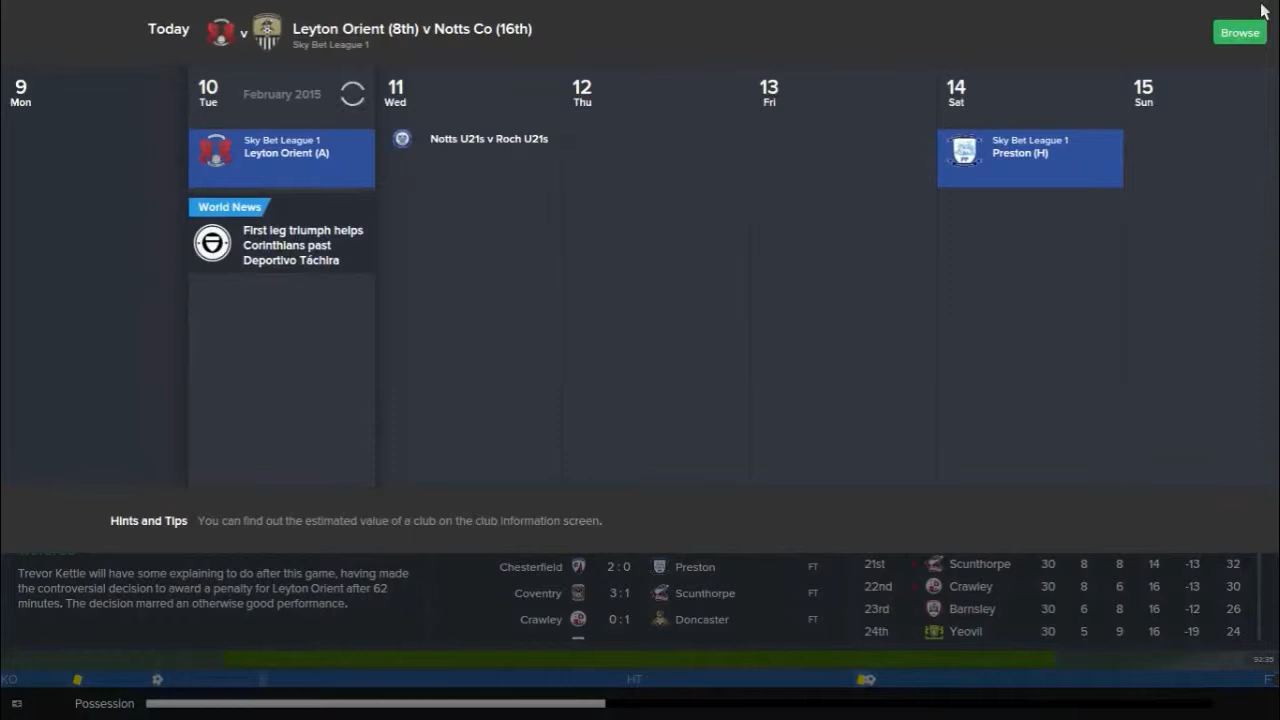 Today
v
Leyton Orient (8th) v Notts Co (16th)
Sky Bet League 1
Browse
9
Mon
10
Tue
February 2015
11
Wed
12
Thu
13
Fri
14
Sat
15
Sun
Sky Bet League 1
Leyton Orient (A)
Notts U21s v Roch U21s
Sky Bet League 1
Preston (H)
World News
First leg triumph helps
Corinthians past
Deportivo Táchira
Hints and Tips You can find out the estimated value of a club on the club information screen.
Trevor Kettle will have some explaining to do after this game, having made
the controversial decision to award a penalty for Leyton Orient after 62
minutes. The decision marred an otherwise good performance.
Chesterfield 2 : 0 Preston FT
Coventry 3 : 1 Scunthorpe FT
Crawley 0 : 1 Doncaster FT
21st Scunthorpe 30 8 8 14 -13 32
22nd Crawley 30 8 6 16 -13 30
23rd Barnsley 30 6 8 16 -12 26
24th Yeovil 30 5 9 16 -19 24
92:35
KO HT F
Possession